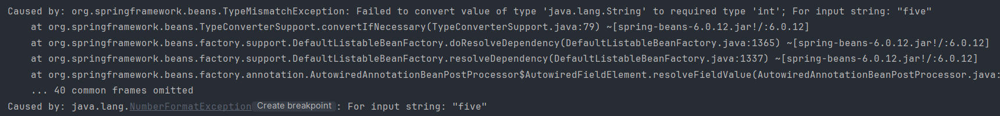 Caused by: org.springframework.beans.TypeMismatchException: Failed to convert value of type 'java.lang.String' to required type 'int'; For input string: "five"
at org.springframework.beans.TypeConverterSupport.convertIfNecessary(TypeConverterSupport.java:79) ~[spring-beans-6.0.12.jar!/:6.0.12]
at org.springframework.beans.factory.support.DefaultListableBeanFactory.doResolveDependency(DefaultListableBeanFactory.java:1365) ~[spring-beans-6.0.12.jar!/:6.0.12]
at org.springframework.beans.factory.support.DefaultListableBeanFactory.resolveDependency(DefaultListableBeanFactory.java:1337) ~[spring-beans-6.0.12.jar!/:6.0.12]
at org.springframework.beans.factory.annotation.AutowiredAnnotationBeanPostProcessor$AutowiredFieldElement.resolveFieldValue(AutowiredAnnotationBeanPostProcessor.java:
... 40 common frames omitted
Caused by: java.lang.NumberFormatException Create breakpoint : For input string: "five"